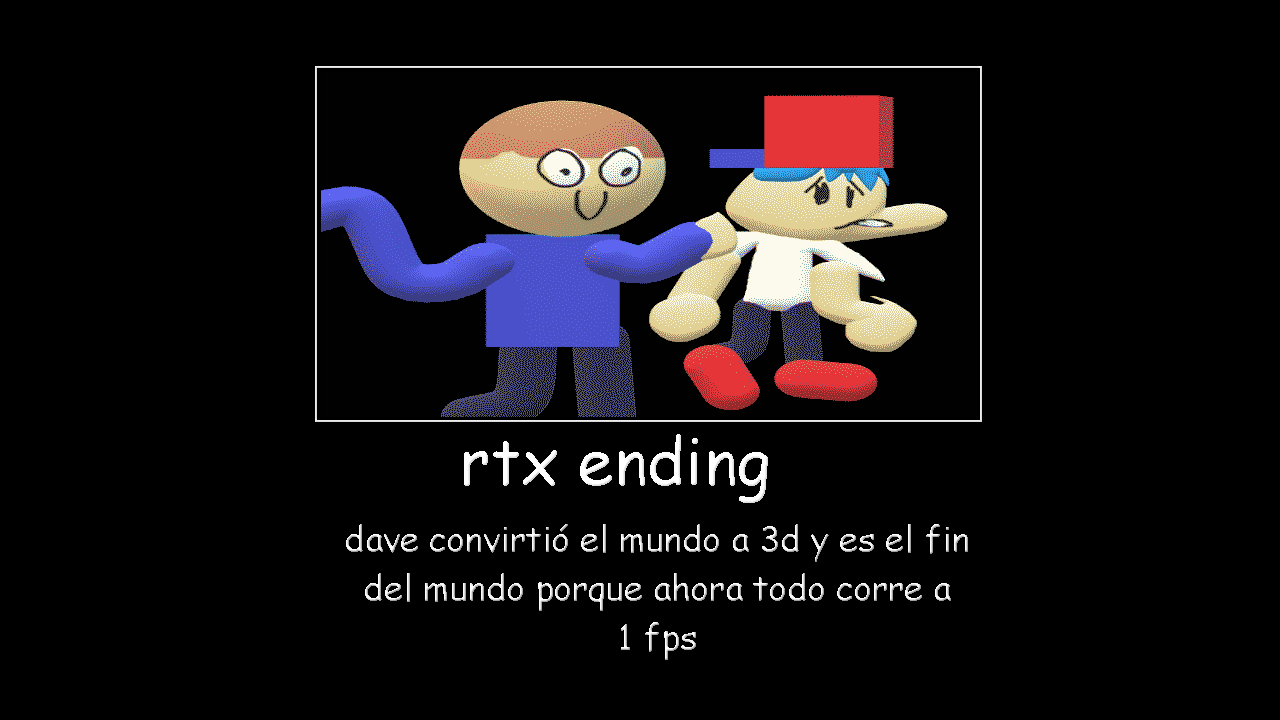 rtx ending
dave convirtió el mundo a 3d y es el fin
del mundo porque ahora todo corre a
1 fps